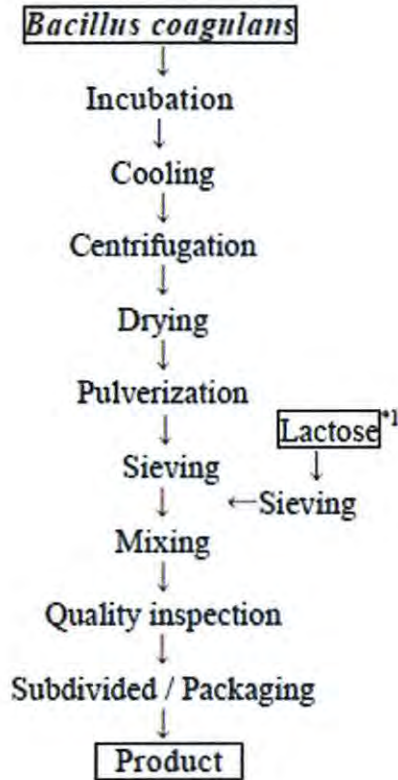 Bacillus coagulans
↓
Incubation
↓
Cooling
↓
Centrifugation
↓
Drying
↓
Pulverization
↓
Lactose*1
Sieving
↓
←Sieving
↓
Mixing
↓
Quality inspection
↓
Subdivided / Packaging
↓
Product